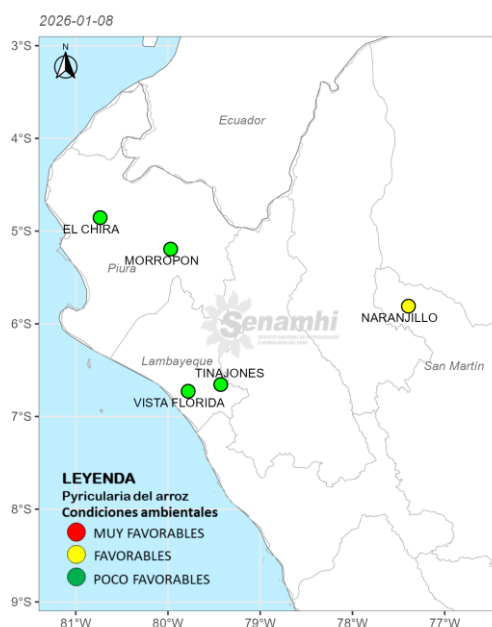 2026-01-08
3°S
N
Ecuador
4°S
EL CHIRA
5°S
MORROPON
Piura
NARANJILLO
6°S
Senamhi
Lambayeque
San Martín
TINAJONES
VISTA FLORIDA
7°S
LEYENDA
Pyricularia del arroz
Condiciones ambientales
8°S
MUY FAVORABLES
FAVORABLES
POCO FAVORABLES
9°S
81°W
80°W
79°W
78°W
77°W